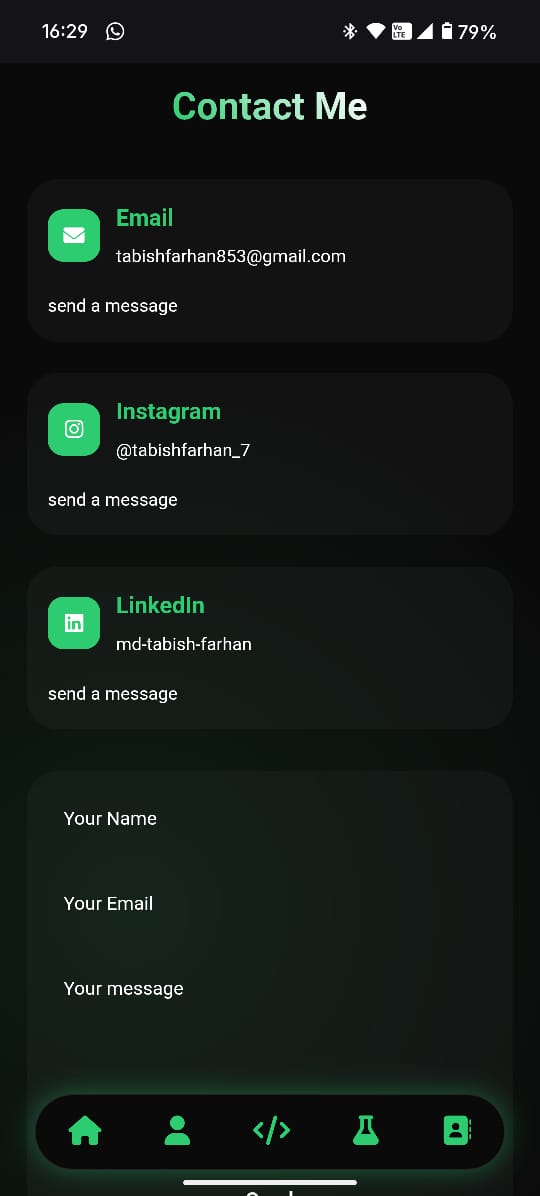 16:29
Vo
LTE
79%
Contact Me
Email
tabishfarhan853@gmail.com
send a message
Instagram
@tabishfarhan_7
send a message
LinkedIn
md-tabish-farhan
send a message
Your Name
Your Email
Your message